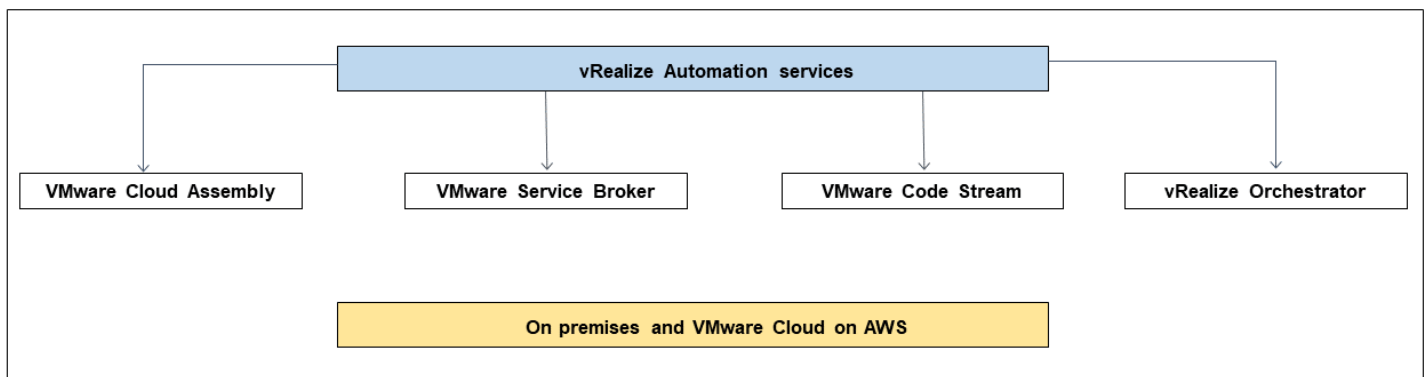 vRealize Automation services
VMware Cloud Assembly
VMware Service Broker
VMware Code Stream
vRealize Orchestrator
On premises and VMware Cloud on AWS